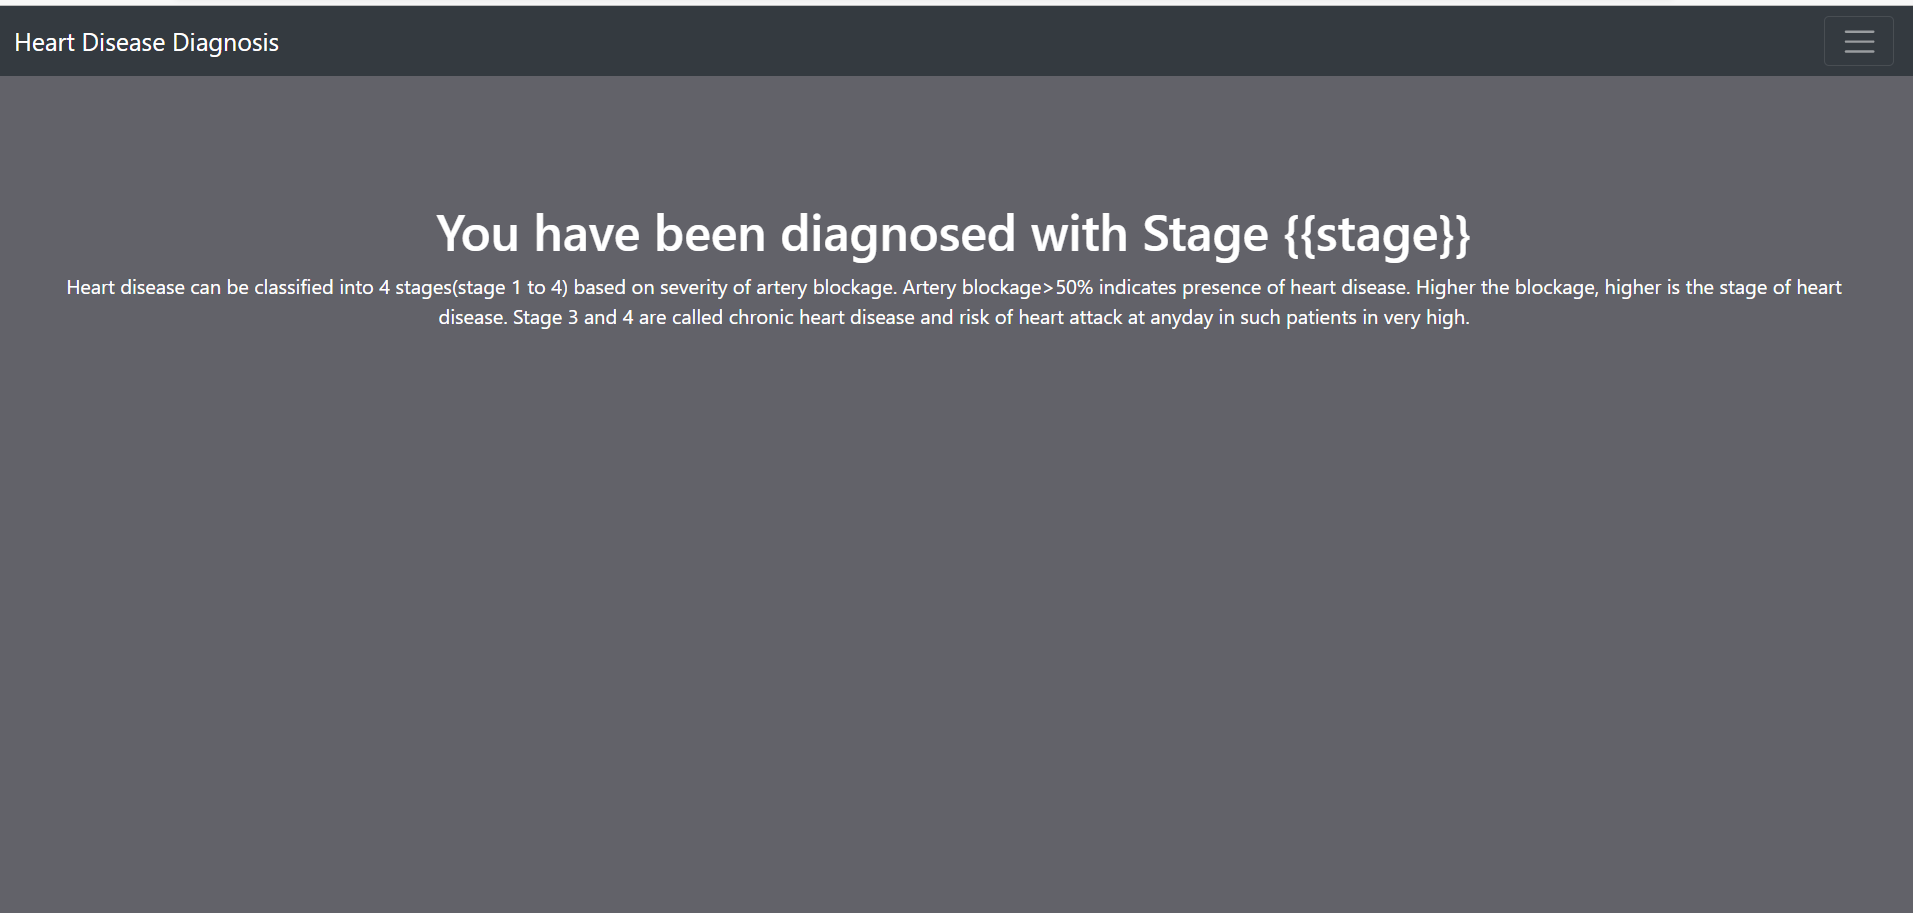 Heart Disease Diagnosis
You have been diagnosed with Stage {{stage}}
Heart disease can be classified into 4 stages(stage 1 to 4) based on severity of artery blockage. Artery blockage>50% indicates presence of heart disease. Higher the blockage, higher is the stage of heart
disease. Stage 3 and 4 are called chronic heart disease and risk of heart attack at anyday in such patients in very high.